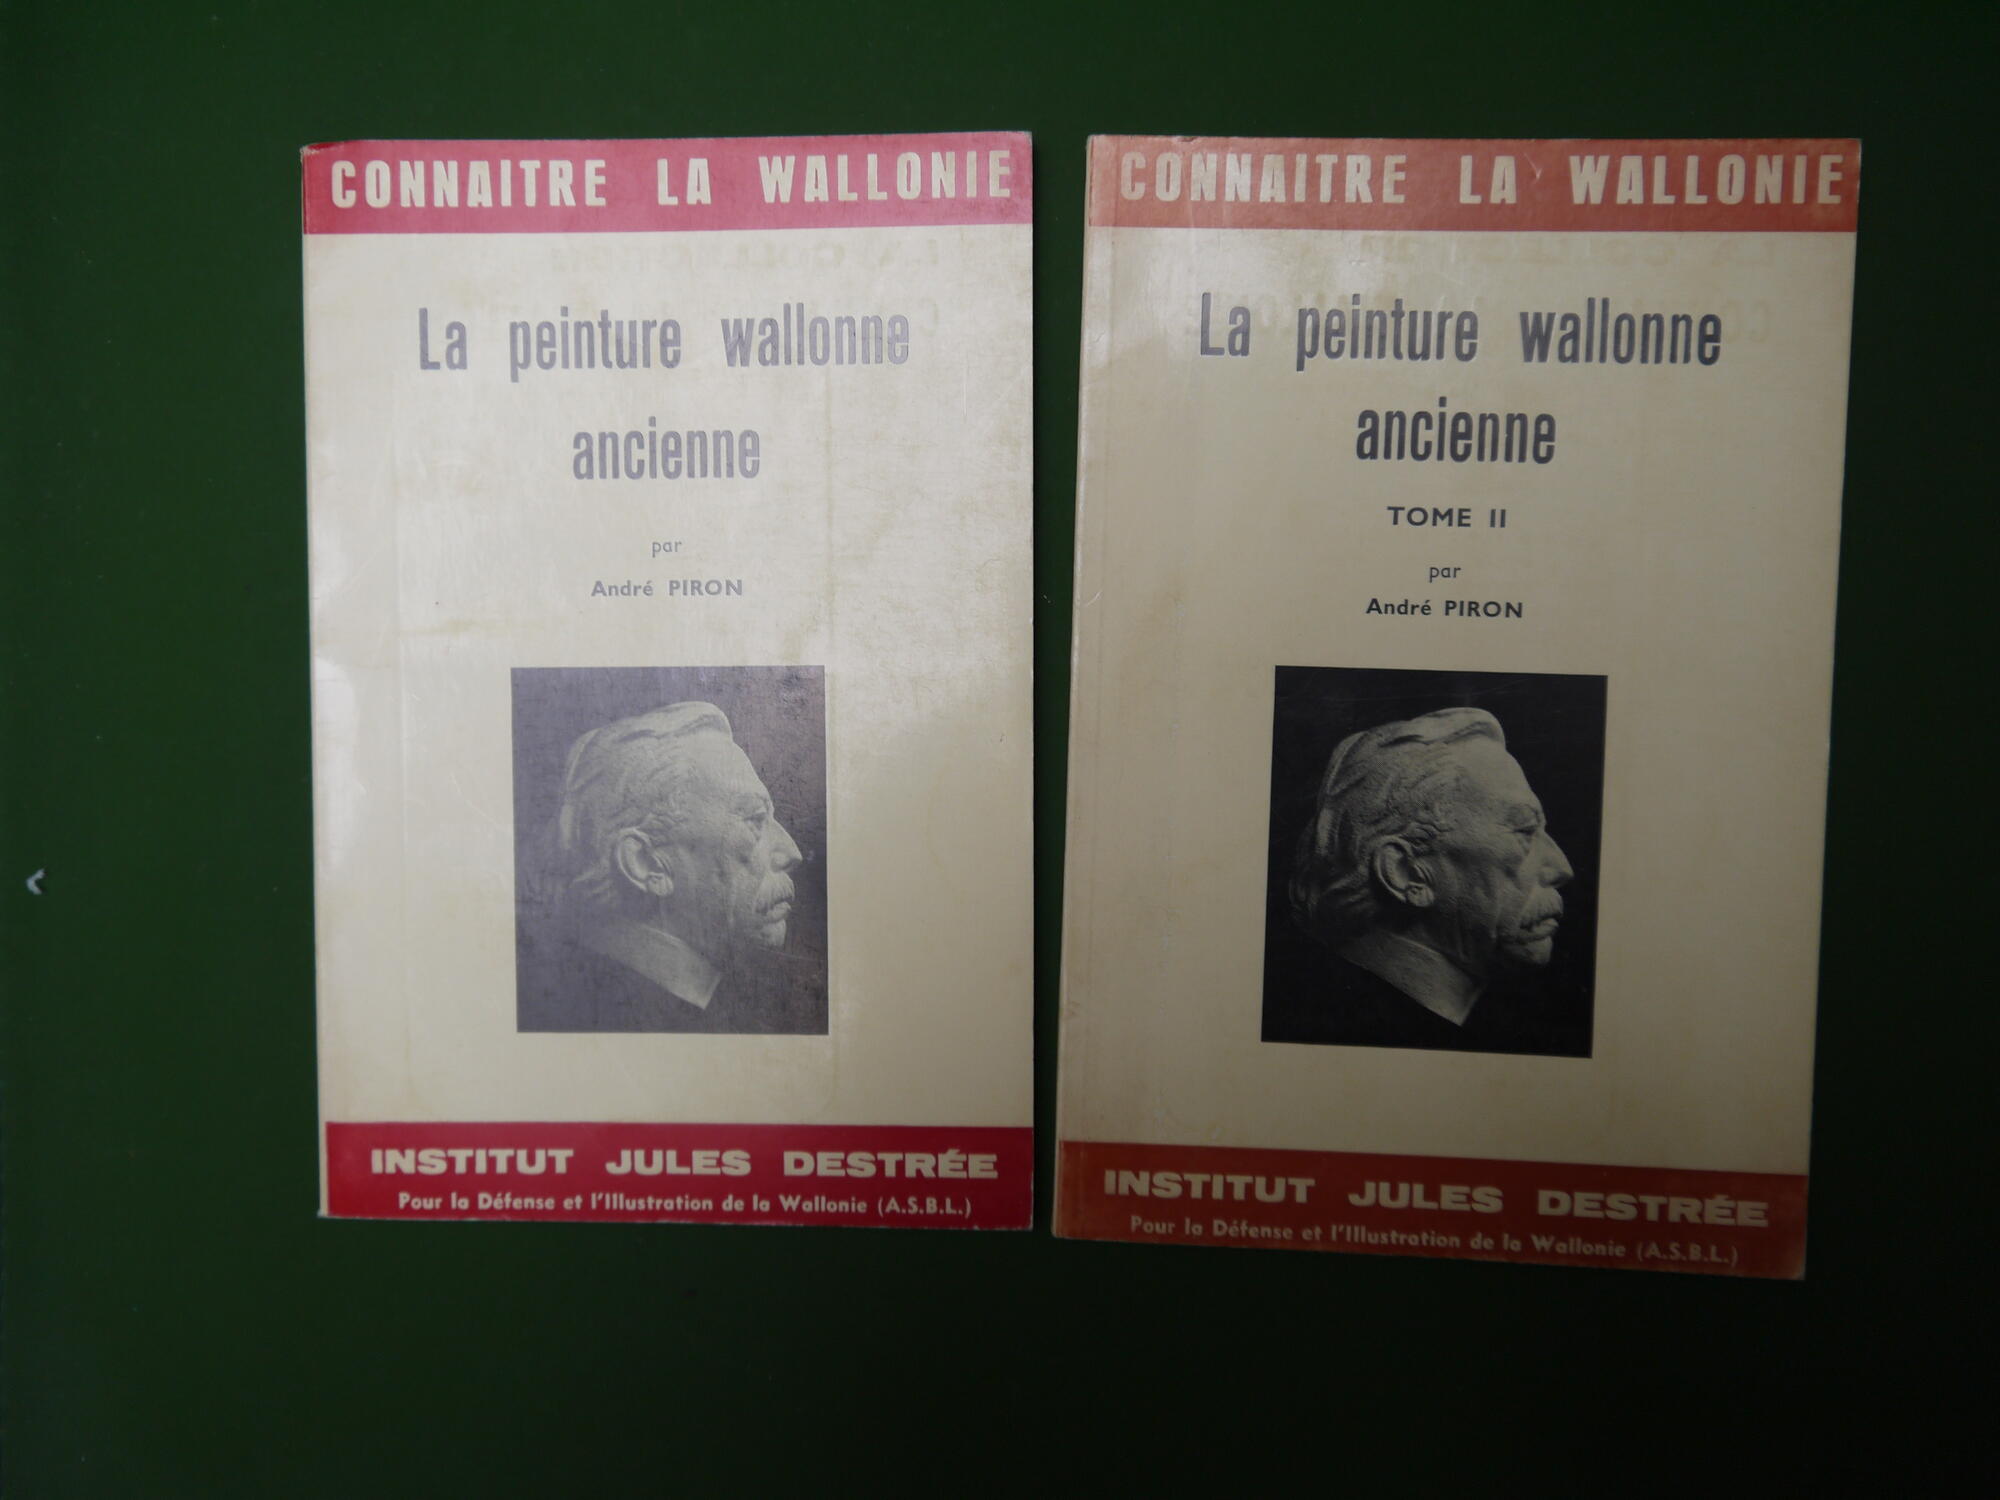 CONNAITRE LA WALLONIE
La peinture wallonne
ancienne
par
André PIRON
INSTITUT JULES DESTRÉE
Pour la Défense et l'Illustration de la Wallonie (A.S.B.L.)
CONNAITRE LA WALLONIE
La peinture wallonne
ancienne
TOME II
par
André PIRON
INSTITUT JULES DESTRÉE
Pour la Défense et l'Illustration de la Wallonie (A.S.B.L.)